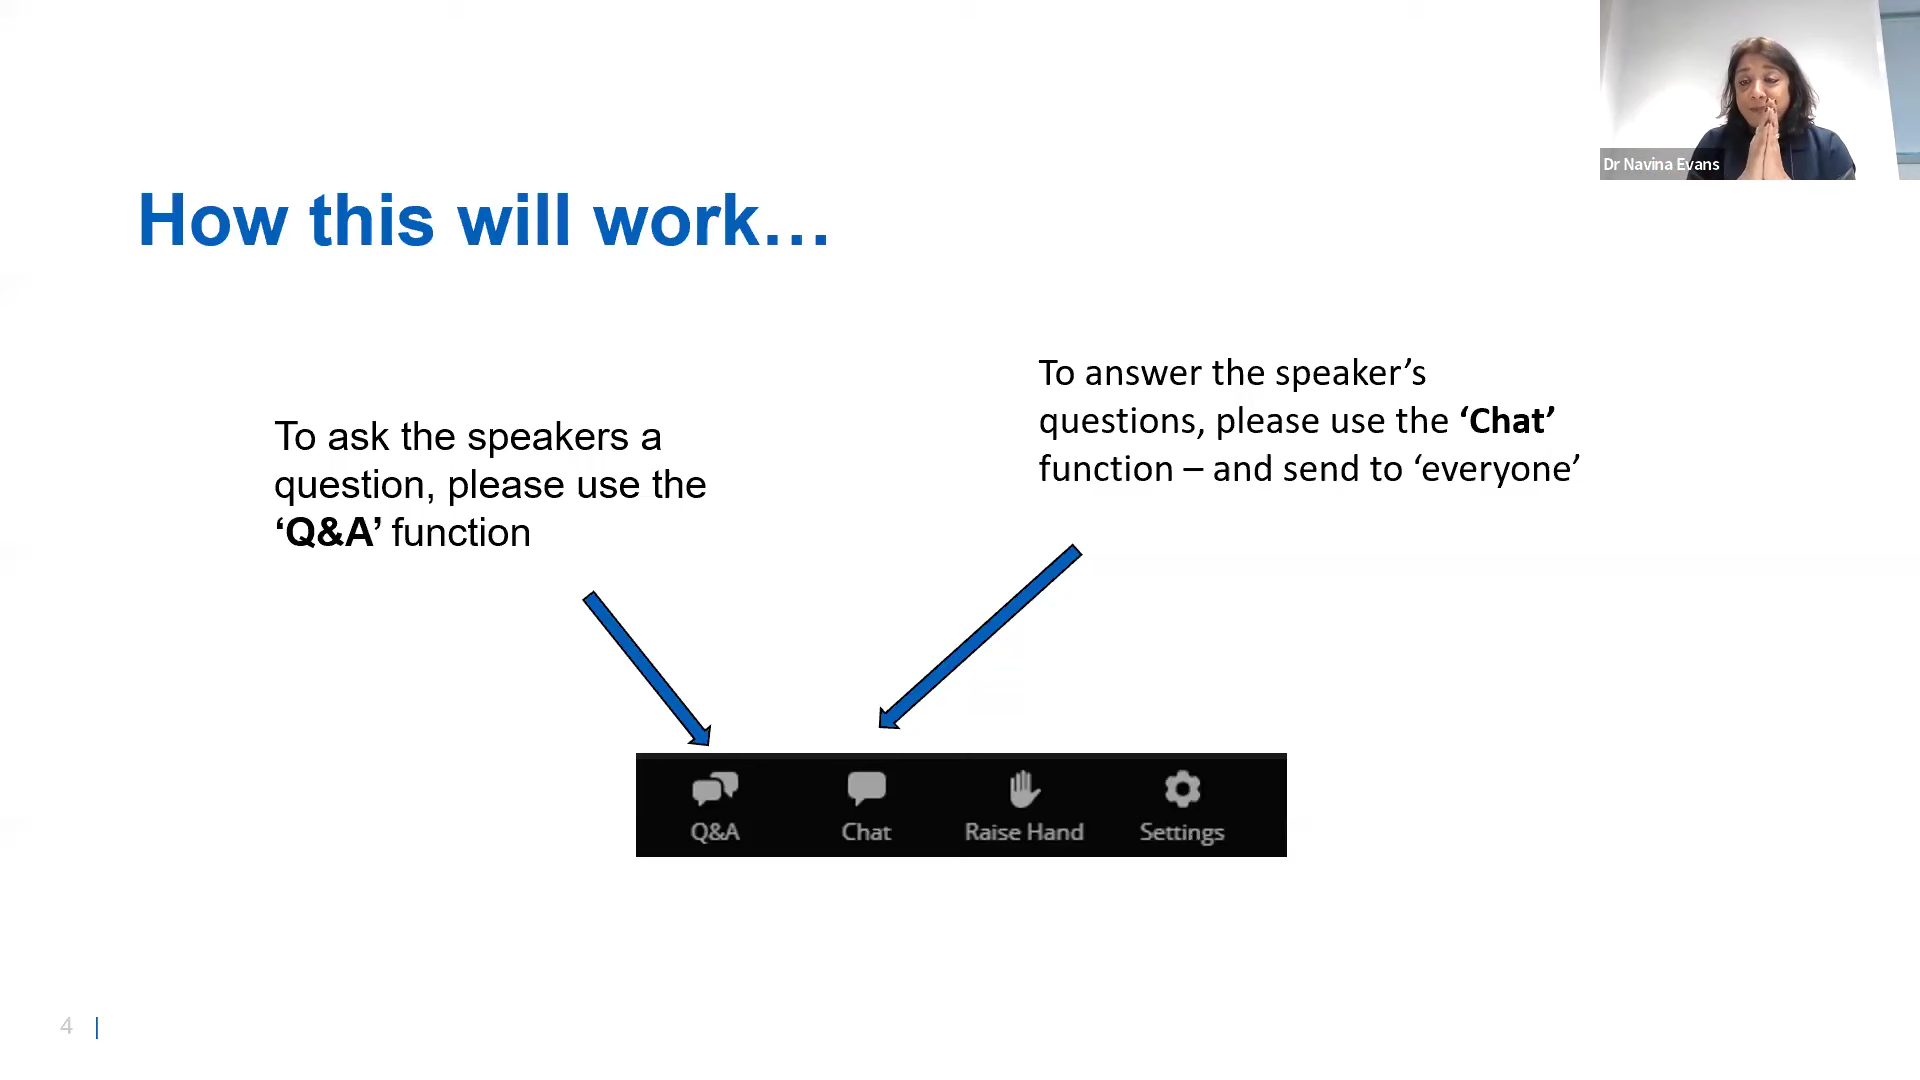 Dr Navina Evans
How this will work…
To ask the speakers a
question, please use the
‘Q&A’ function
To answer the speaker’s
questions, please use the ‘Chat’
function – and send to ‘everyone’
Q&A
Chat
Raise Hand
Settings
4 |